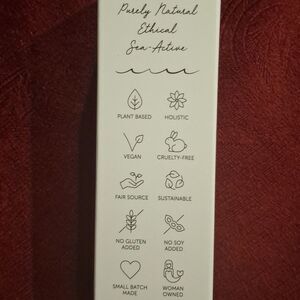 Purely Natural
Ethical
Sea-Active
PLANT BASED
HOLISTIC
VEGAN
CRUELTY-FREE
FAIR SOURCE
SUSTAINABLE
NO GLUTEN
ADDED
NO SOY
ADDED
SMALL BATCH
MADE
WOMAN
OWNED